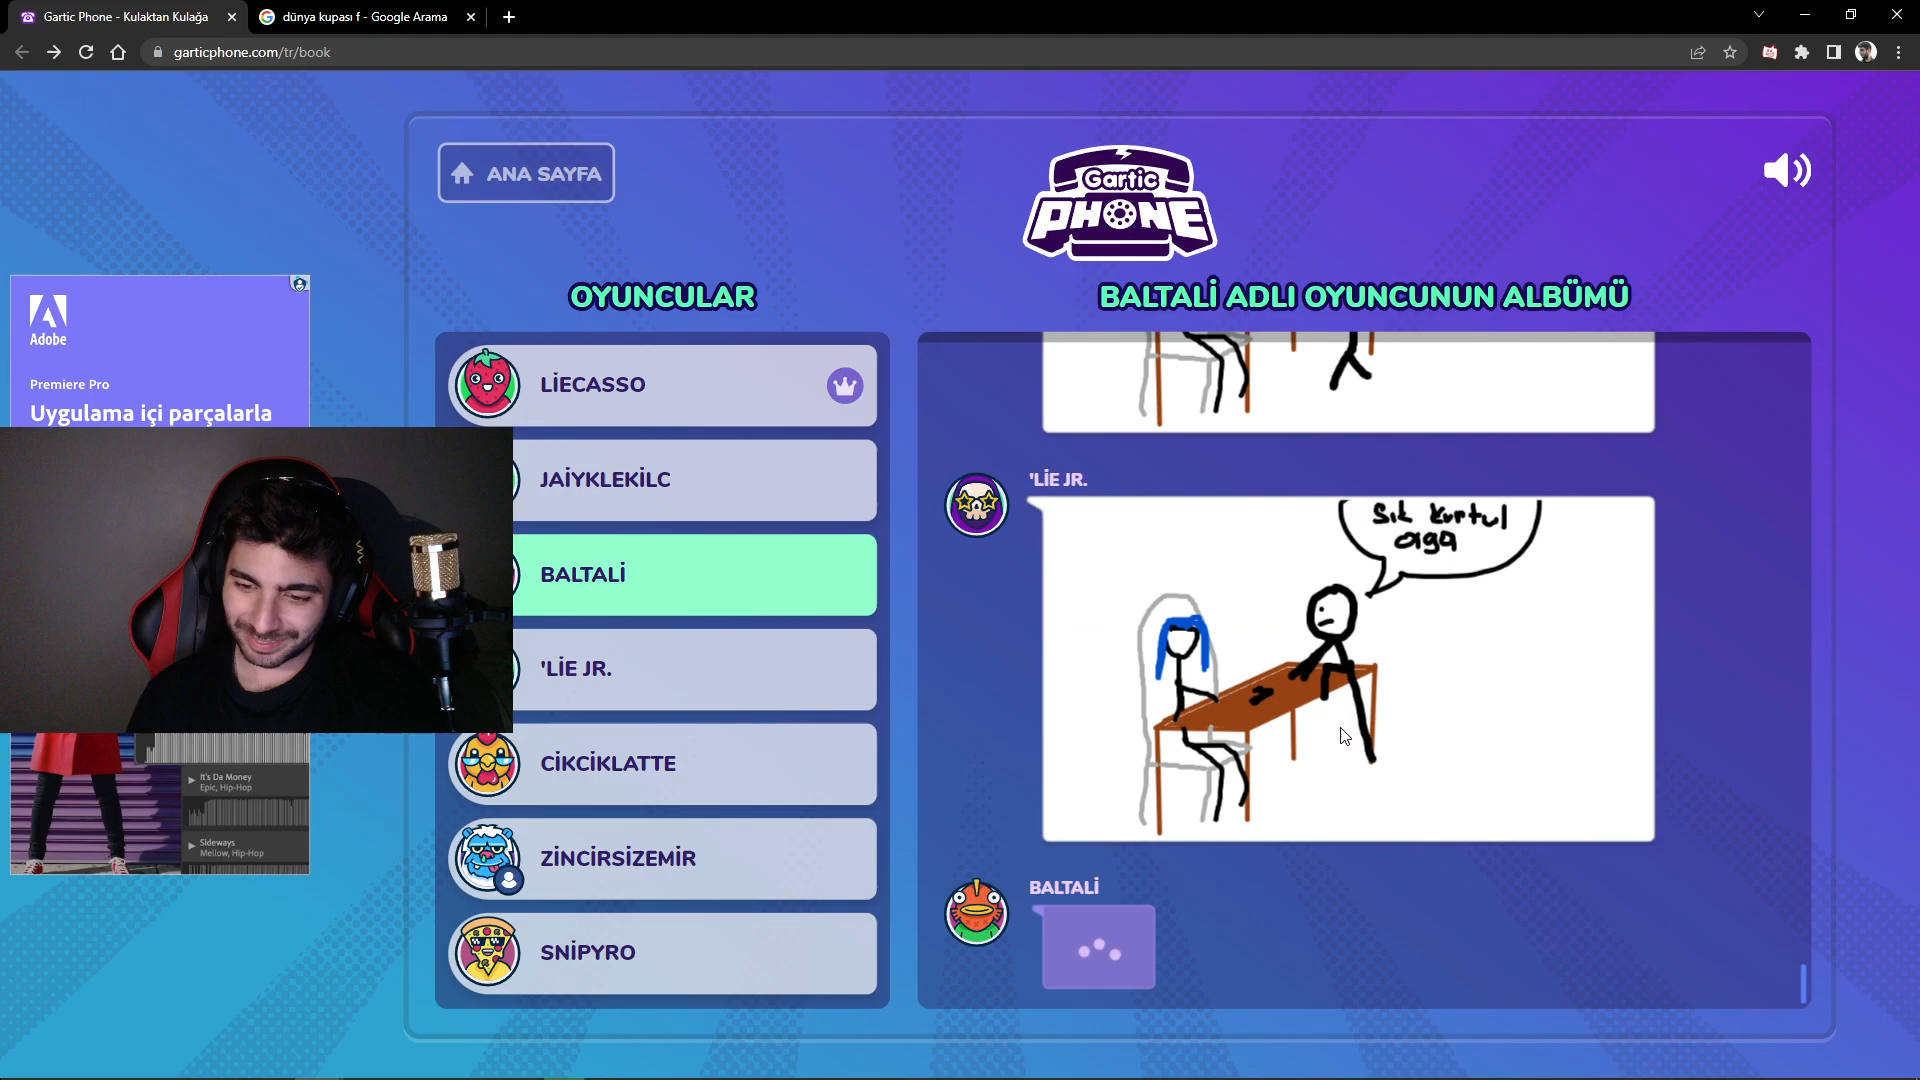 Gartic Phone - Kulaktan Kulağa
dünya kupası f - Google Arama
garticphone.com/tr/book
ANA SAYFA
Gartic
PHONE
OYUNCULAR
BALTALİ ADLI OYUNCUNUN ALBÜMÜ
Adobe
Premiere Pro
Uygulama içi parçalarla
LİECASSO
JAİYKLEKİLC
BALTALİ
'LİE JR.
CİKCİKLATTE
ZİNCİRSİZEMİR
SNİPYRO
It's Da Money
Epic, Hip-Hop
Sideways
Mellow, Hip-Hop
'LİE JR.
Sık kurtul
aga
BALTALİ